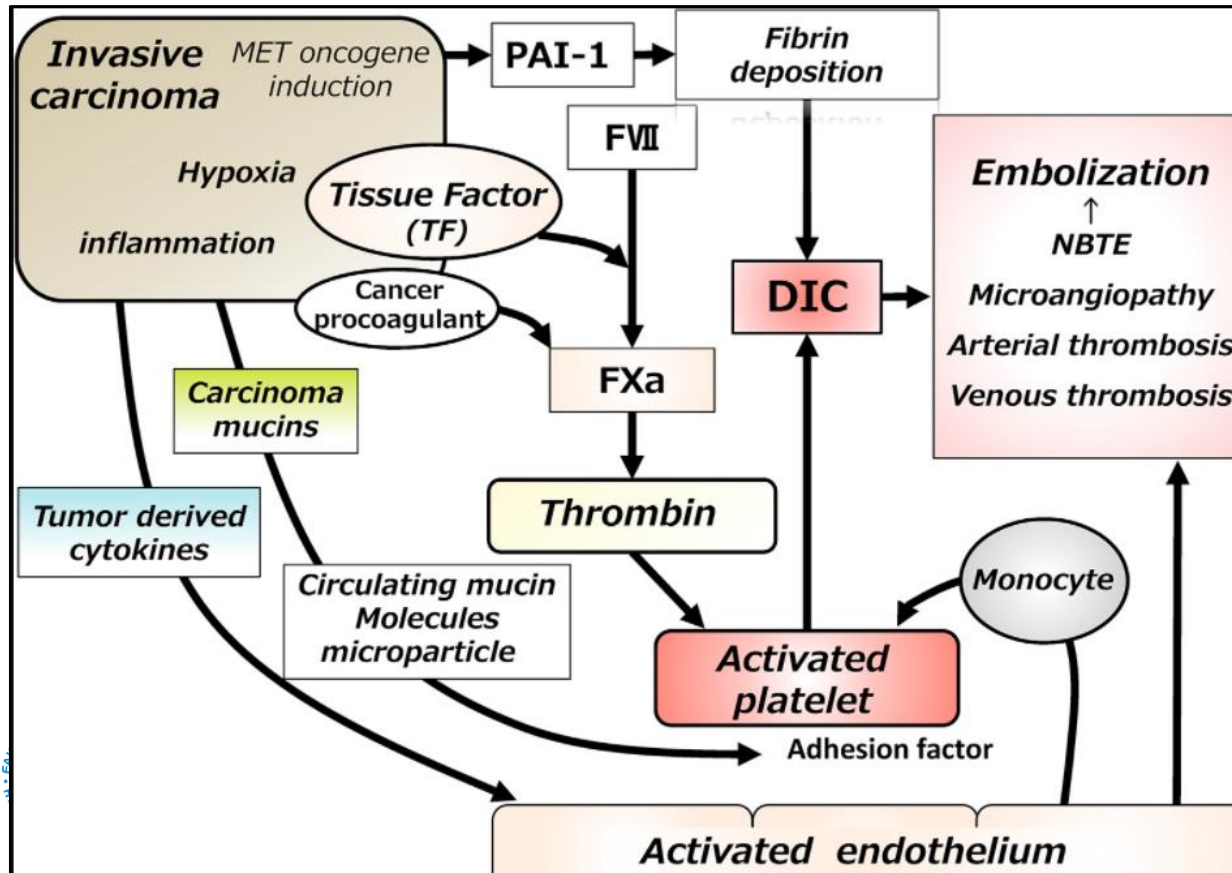 Invasive
carcinoma
MET oncogene
induction
Hypoxia
inflammation
PAI-1
Fibrin
deposition
FⅦ
Tissue Factor
(TF)
Cancer
procoagulant
FXa
DIC
Embolization
↑
NBTE
Microangiopathy
Arterial thrombosis
Venous thrombosis
Carcinoma
mucins
Thrombin
Tumor derived
cytokines
Circulating mucin
Molecules
microparticle
Monocyte
Activated
platelet
Adhesion factor
Activated endothelium